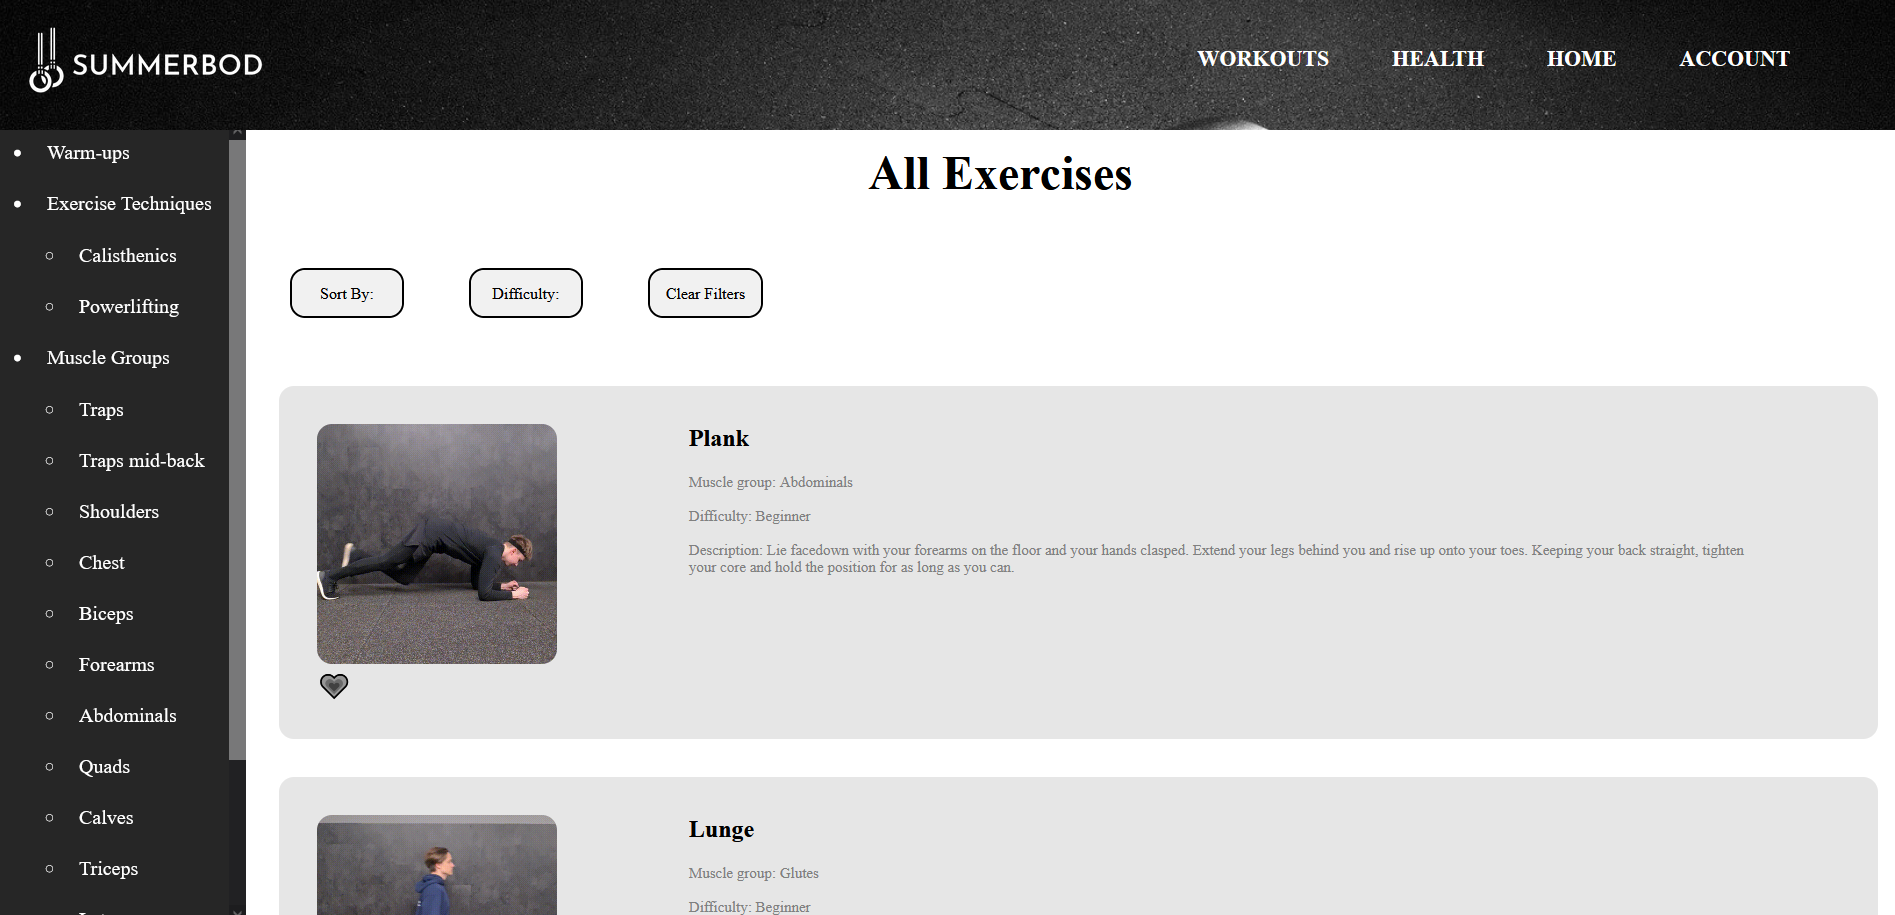 SUMMERBOD
WORKOUTS
HEALTH
HOME
ACCOUNT
Warm-ups
Exercise Techniques
Calisthenics
Powerlifting
Muscle Groups
Traps
Traps mid-back
Shoulders
Chest
Biceps
Forearms
Abdominals
Quads
Calves
Triceps
All Exercises
Sort By:
Difficulty:
Clear Filters
Plank
Muscle group: Abdominals
Difficulty: Beginner
Description: Lie facedown with your forearms on the floor and your hands clasped. Extend your legs behind you and rise up onto your toes. Keeping your back straight, tighten
your core and hold the position for as long as you can.
Lunge
Muscle group: Glutes
Difficulty: Beginner